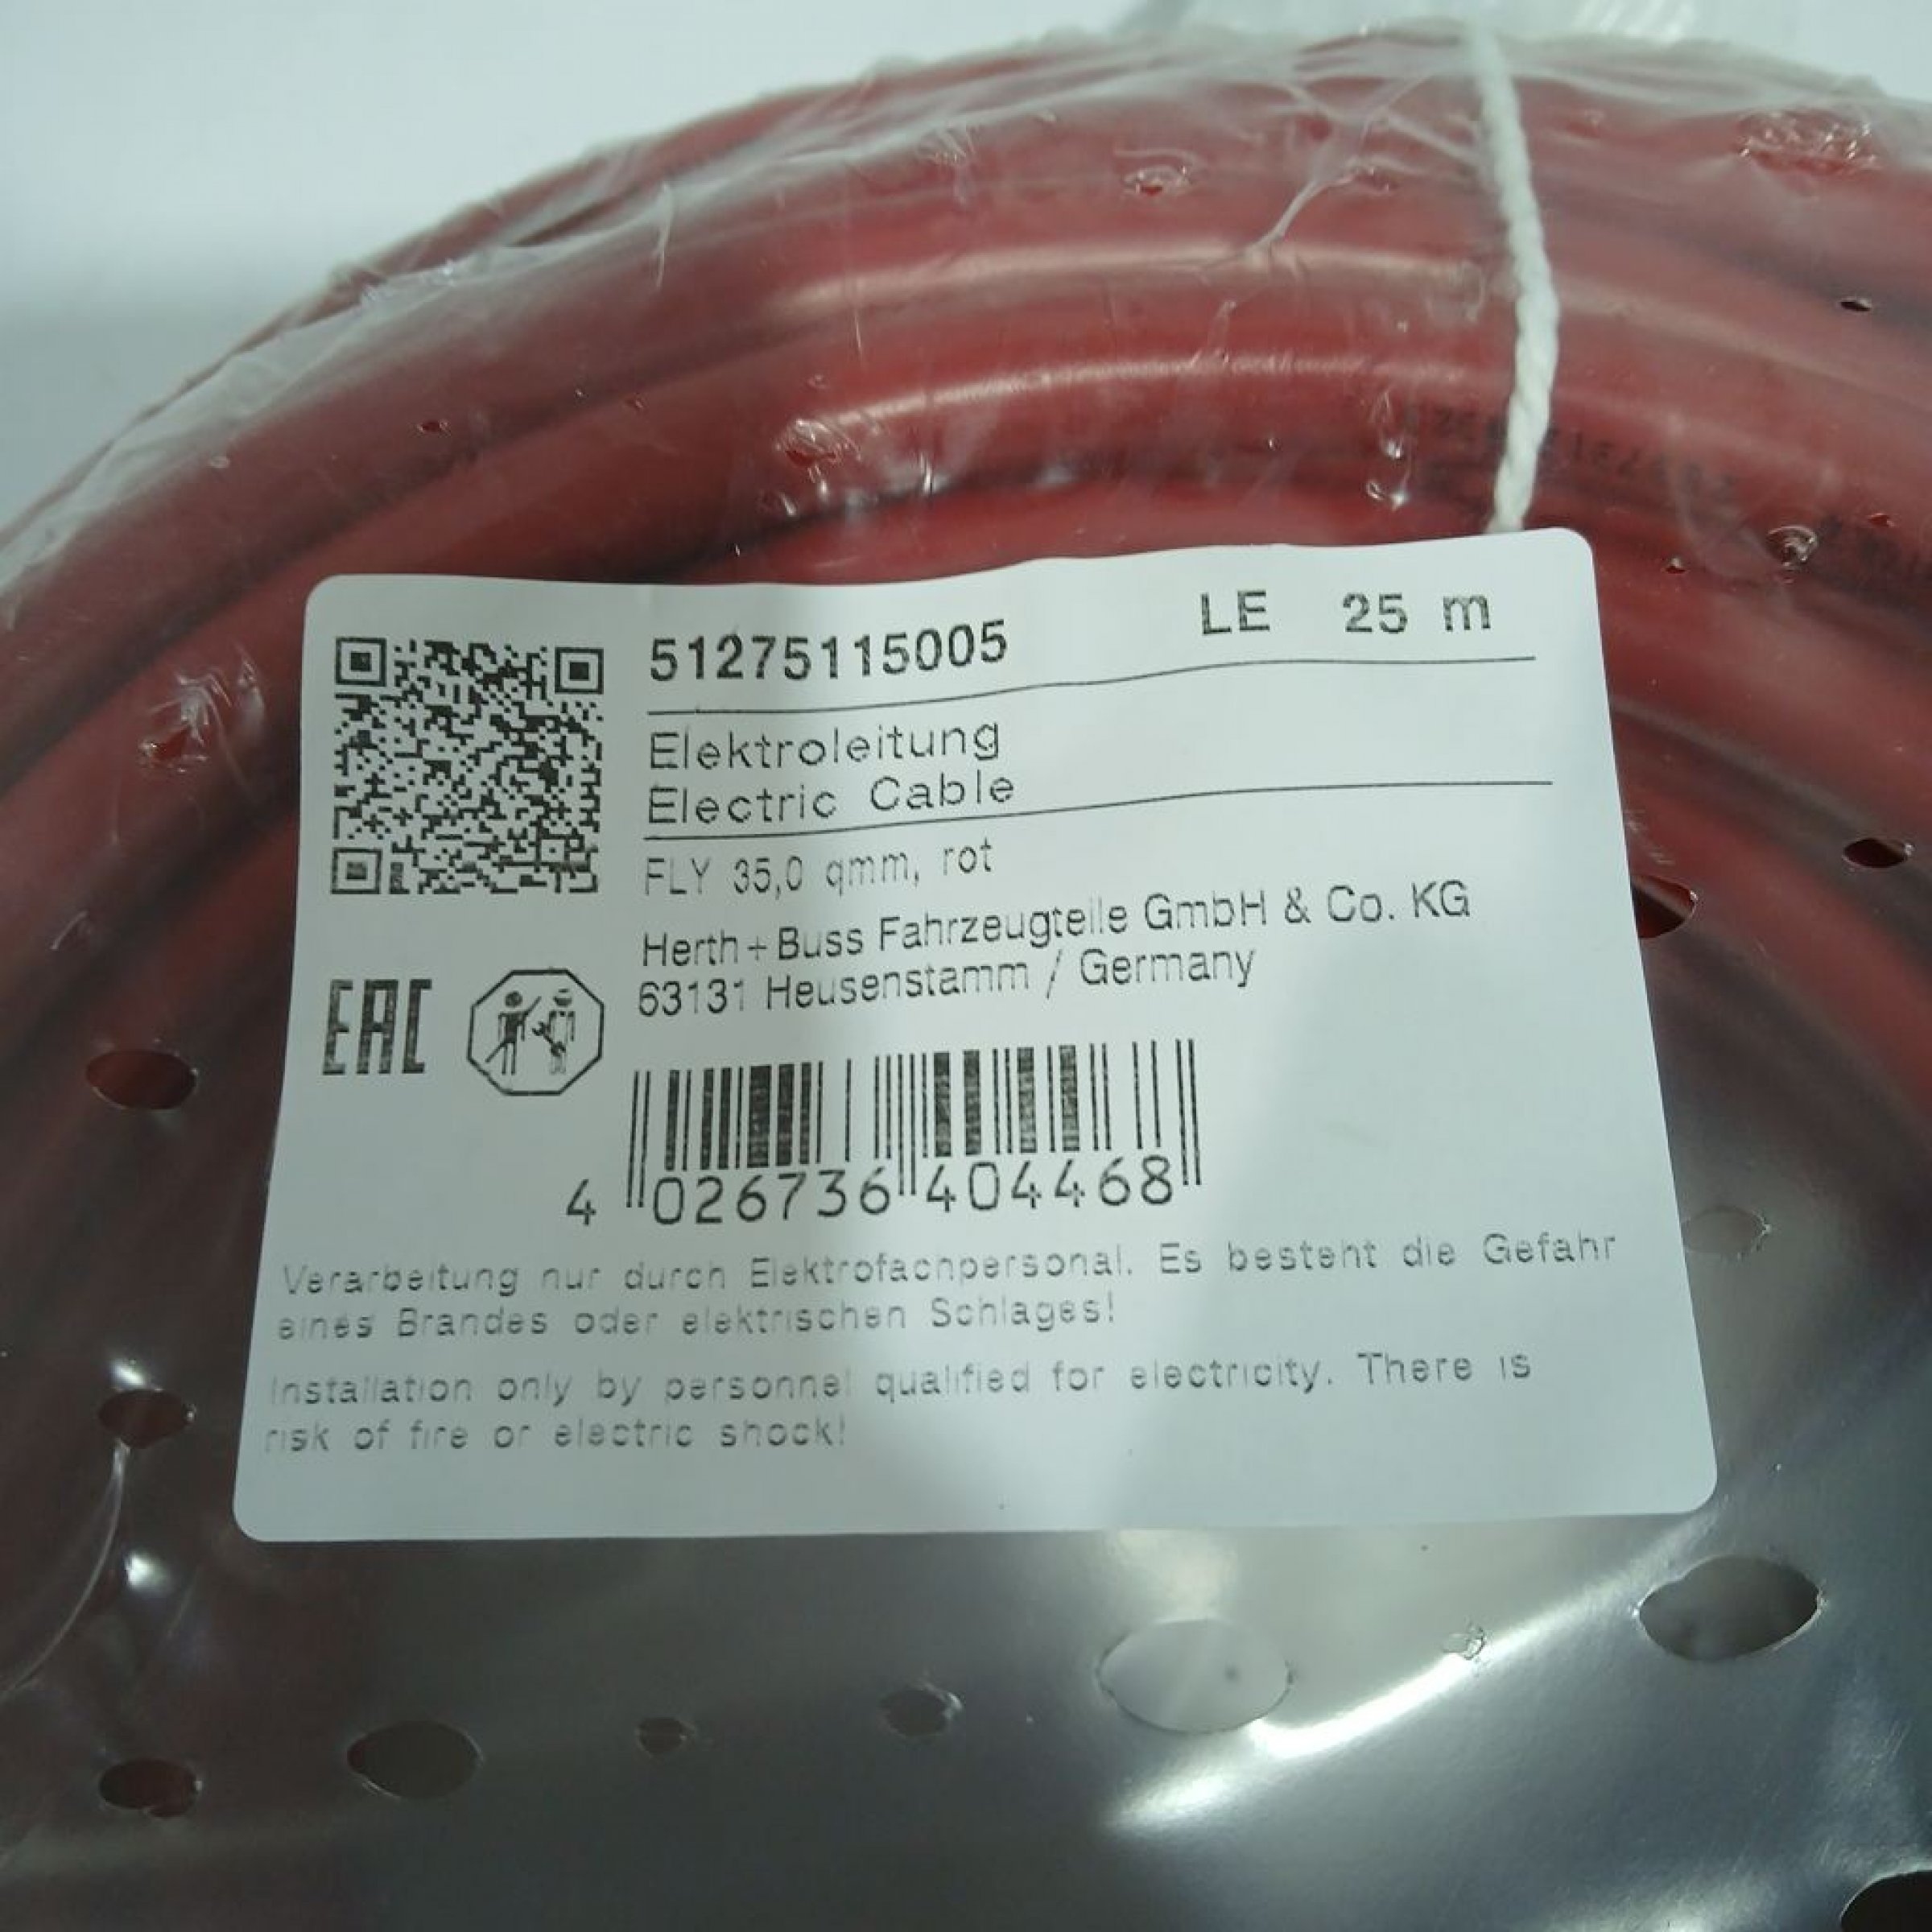 51275115005 LE 25 m
Elektroleitung
Electric Cable
FLY 35,0 qmm, rot
Herth+Buss Fahrzeugteile GmbH & Co. KG
63131 Heusenstamm / Germany
EAC
4 026736 404468
Verarbeitung nur durch Elektrofachpersonal. Es besteht die Gefahr
eines Brandes oder elektrischen Schlages!
Installation only by personnel qualified for electricity. There is
risk of fire or electric shock!